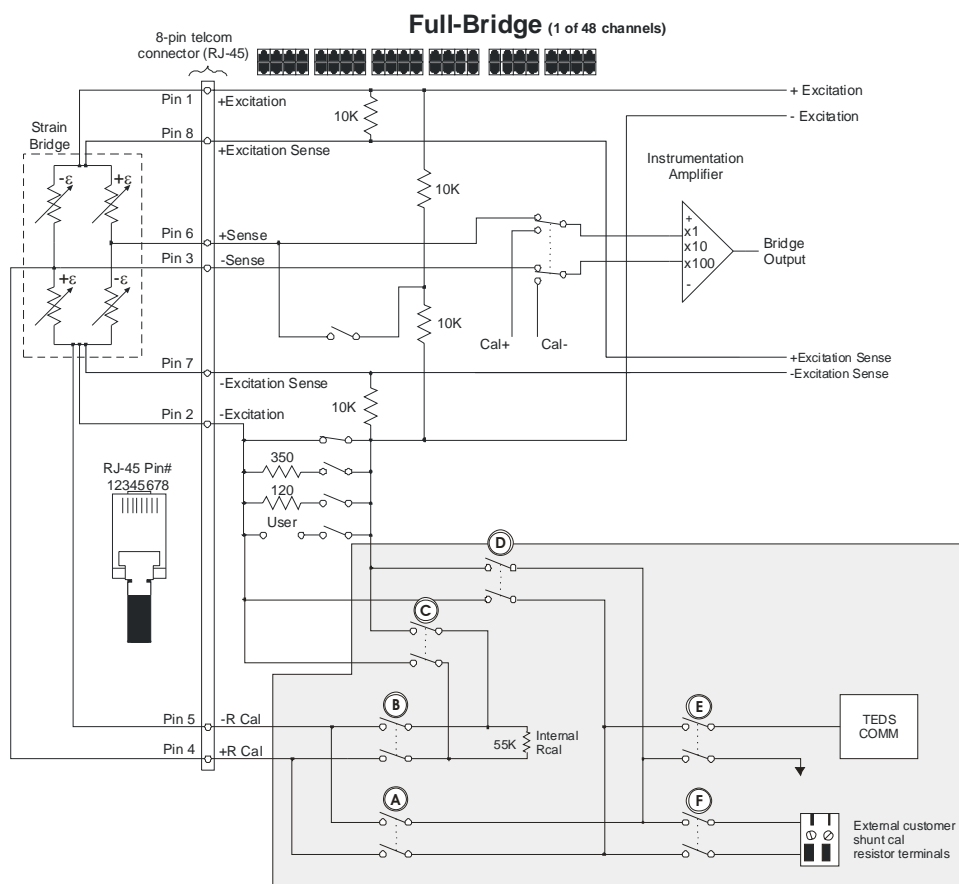 Full-Bridge (1 of 48 channels)
8-pin telcom
connector (RJ-45)
Pin 1
+Excitation
+ Excitation
- Excitation
10K
Strain
Bridge
Pin 8
+Excitation Sense
Instrumentation
Amplifier
-ε
+ε
10K
Pin 6
+Sense
+
x1
x10
x100
-
Bridge
Output
Pin 3
-Sense
+ε
-ε
10K
Cal+
Cal-
Pin 7
-Excitation Sense
+Excitation Sense
-Excitation Sense
10K
Pin 2
-Excitation
350
120
User
RJ-45 Pin#
12345678
D
C
B
E
Pin 5
-R Cal
TEDS
COMM
55K
Internal
Rcal
Pin 4
+R Cal
A
F
External customer
shunt cal
resistor terminals